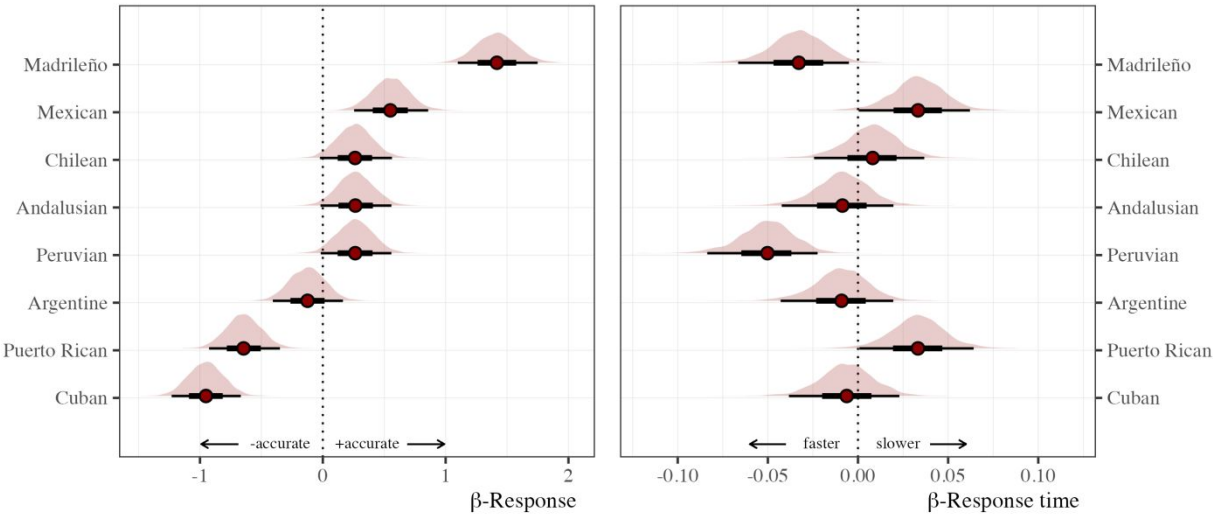 Madrileño
Mexican
Chilean
Andalusian
Peruvian
Argentine
Puerto Rican
Cuban
-accurate +accurate
-1 0 1 2
β-Response
Madrileño
Mexican
Chilean
Andalusian
Peruvian
Argentine
Puerto Rican
Cuban
faster slower
-0.10 -0.05 0.00 0.05 0.10
β-Response time